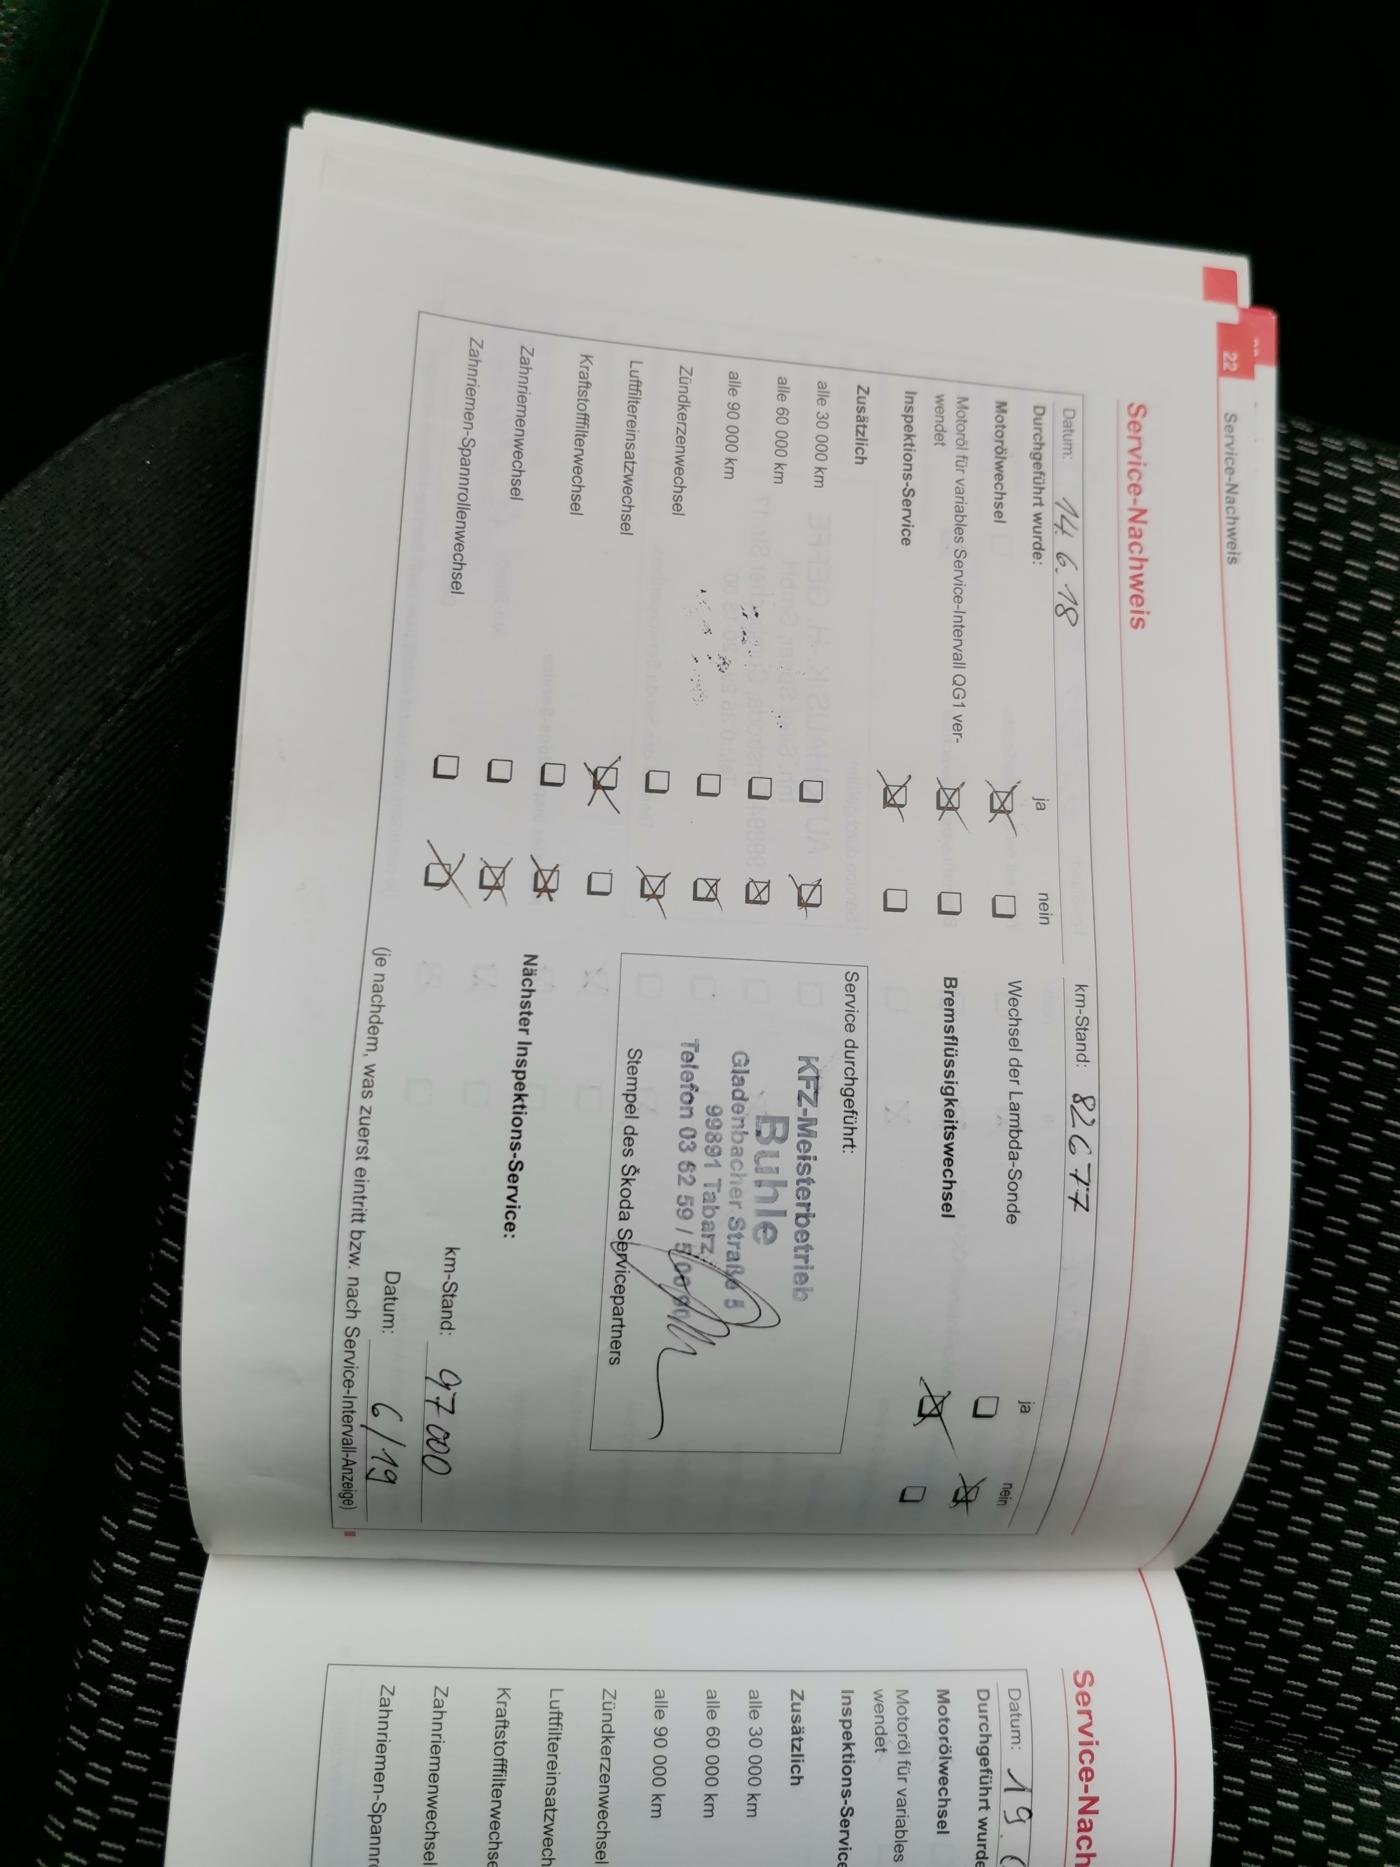 22 Service-Nachweis
Service-Nachweis
Datum: 14. 6. 18 km-Stand: 82677
Durchgeführt wurde: ja nein ja nein
Motorölwechsel Wechsel der Lambda-Sonde
Motoröl für variables Service-Intervall QG1 ver-
wendet
Bremsflüssigkeitswechsel
Inspektions-Service
Zusätzlich
alle 30 000 km
alle 60 000 km
alle 90 000 km
Zündkerzenwechsel
Luftfiltereinsatzwechsel
Kraftstofffilterwechsel
Zahnriemenwechsel
Zahnriemen-Spannrollenwechsel
Service durchgeführt:
KFZ-Meisterbetrieb
Buhle
Gladenbacher Straße 5
99891 Tabarz
Telefon 03 62 59 /
Stempel des Škoda Servicepartners
Nächster Inspektions-Service:
km-Stand: 97000
Datum: 6/19
(je nachdem, was zuerst eintritt bzw. nach Service-Intervall-Anzeige)
Service-Nach
Datum: 19.
Durchgeführt wurde
Motorölwechsel
Motoröl für variables
wendet
Inspektions-Service
Zusätzlich
alle 30 000 km
alle 60 000 km
alle 90 000 km
Zündkerzenwechsel
Luftfiltereinsatzwech
Kraftstofffilterwechse
Zahnriemenwechsel
Zahnriemen-Spannr